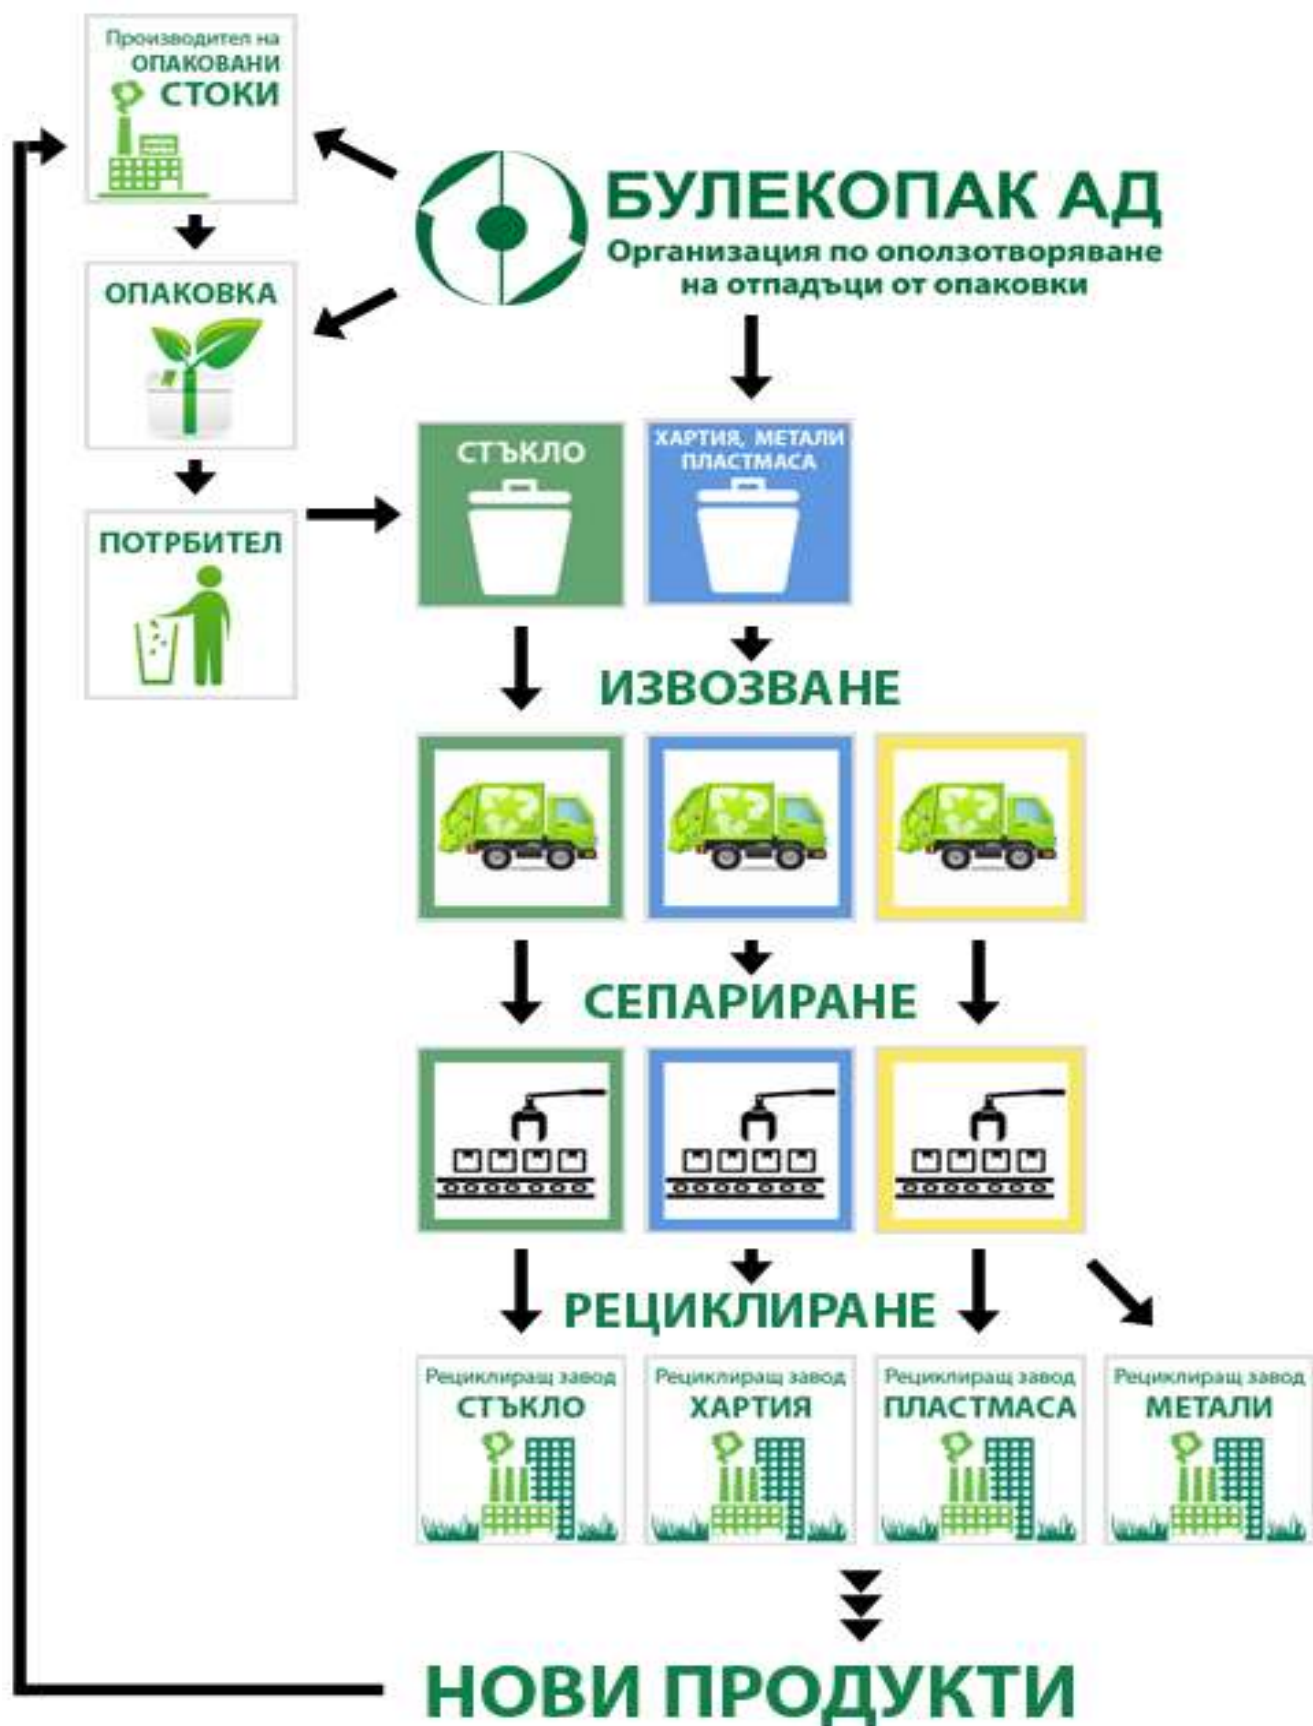 Производител на
ОПАКОВАНИ
СТОКИ
БУЛЕКОПАК АД
Организация по оползотворяване
на отпадъци от опаковки
ОПАКОВКА
ПОТРБИТЕЛ
СТЪКЛО
ХАРТИЯ, МЕТАЛИ
ПЛАСТМАСА
ИЗВОЗВАНЕ
СЕПАРИРАНЕ
РЕЦИКЛИРАНЕ
Рециклиращ завод
СТЪКЛО
Рециклиращ завод
ХАРТИЯ
Рециклиращ завод
ПЛАСТМАСА
Рециклиращ завод
МЕТАЛИ
НОВИ ПРОДУКТИ